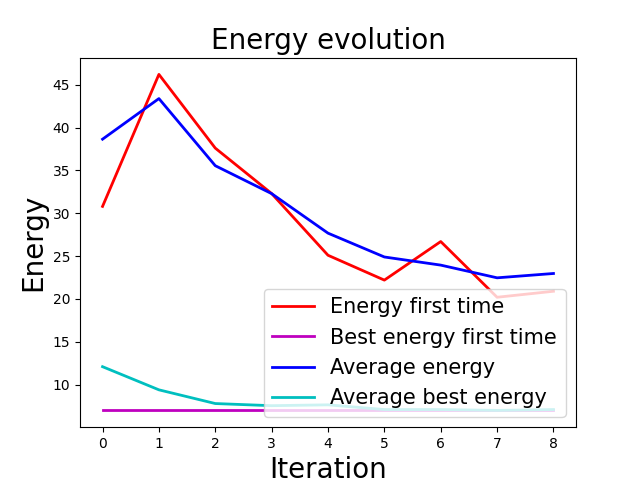 Energy evolution
Energy
45
40
35
30
25
20
15
10
Energy first time
Best energy first time
Average energy
Average best energy
0 1 2 3 4 5 6 7 8
Iteration